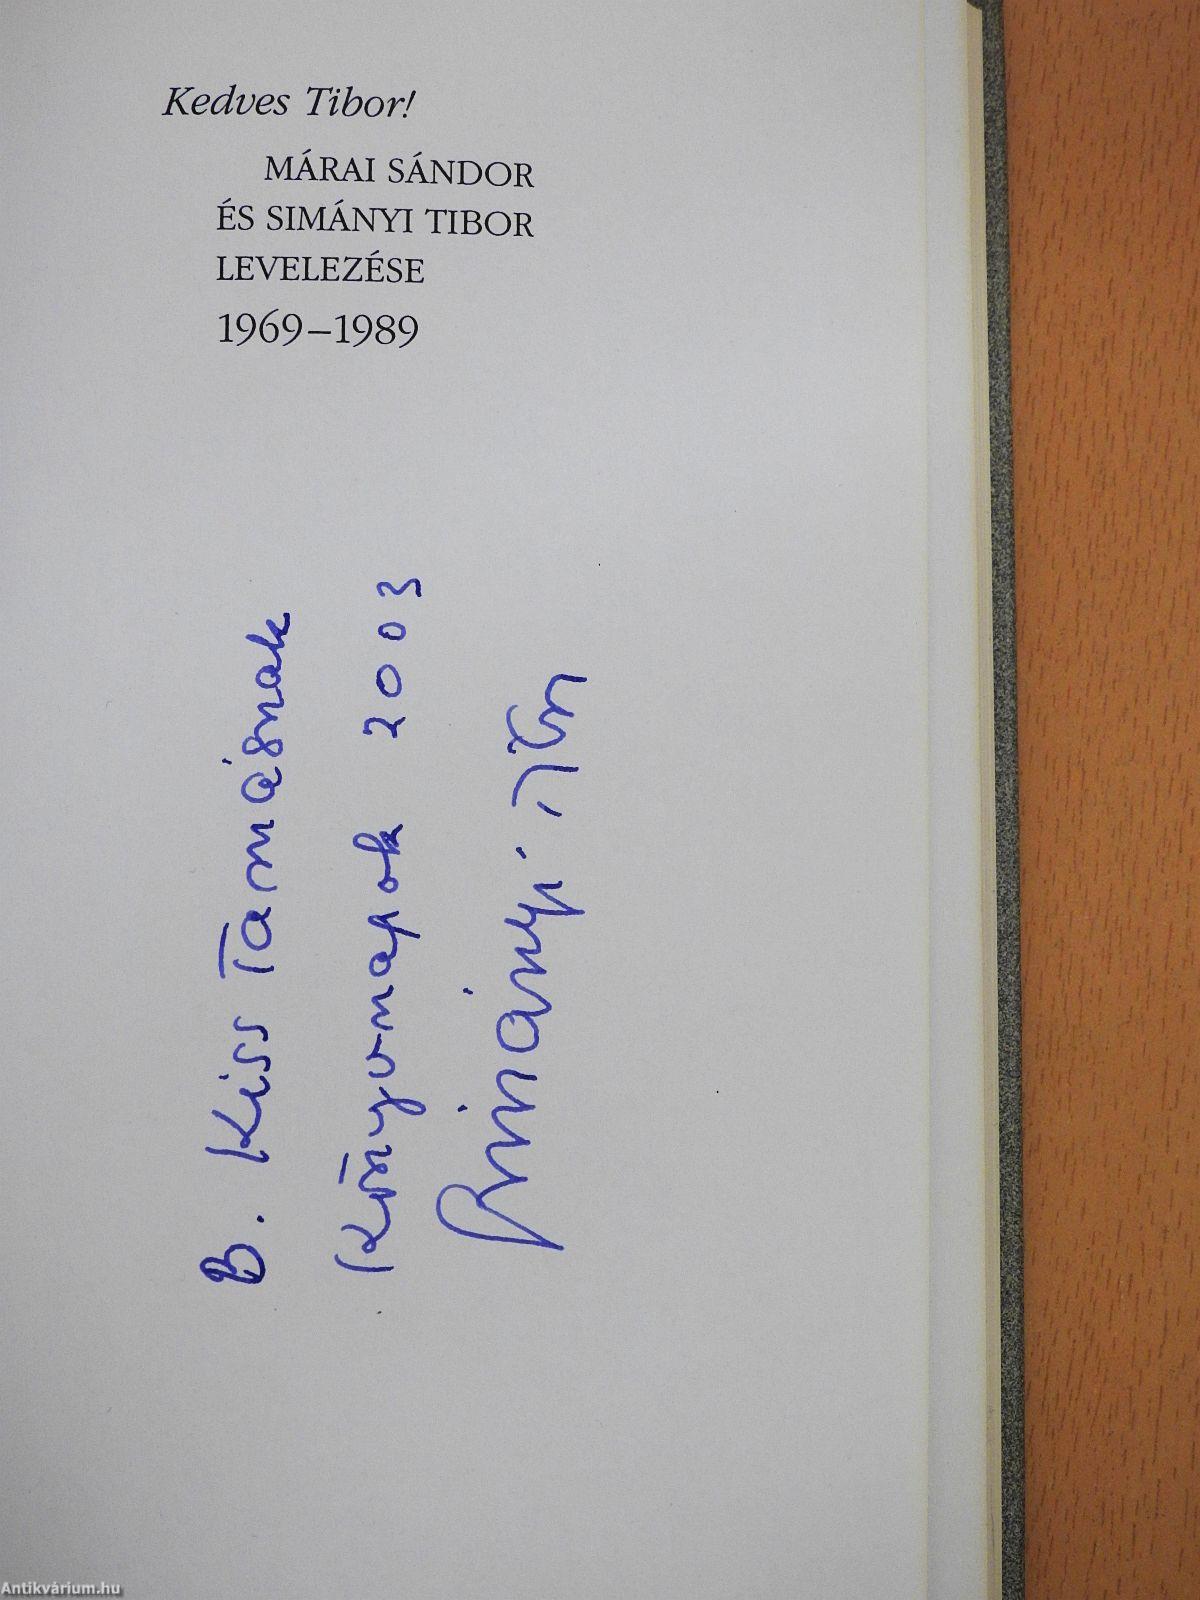 Kedves Tibor!
MÁRAI SÁNDOR
ÉS SIMÁNYI TIBOR
LEVELEZÉSE
1969–1989
B. Kiss Tamásnak
Könyvnapok 2003
Simányi Tibor
Antikvárium.hu